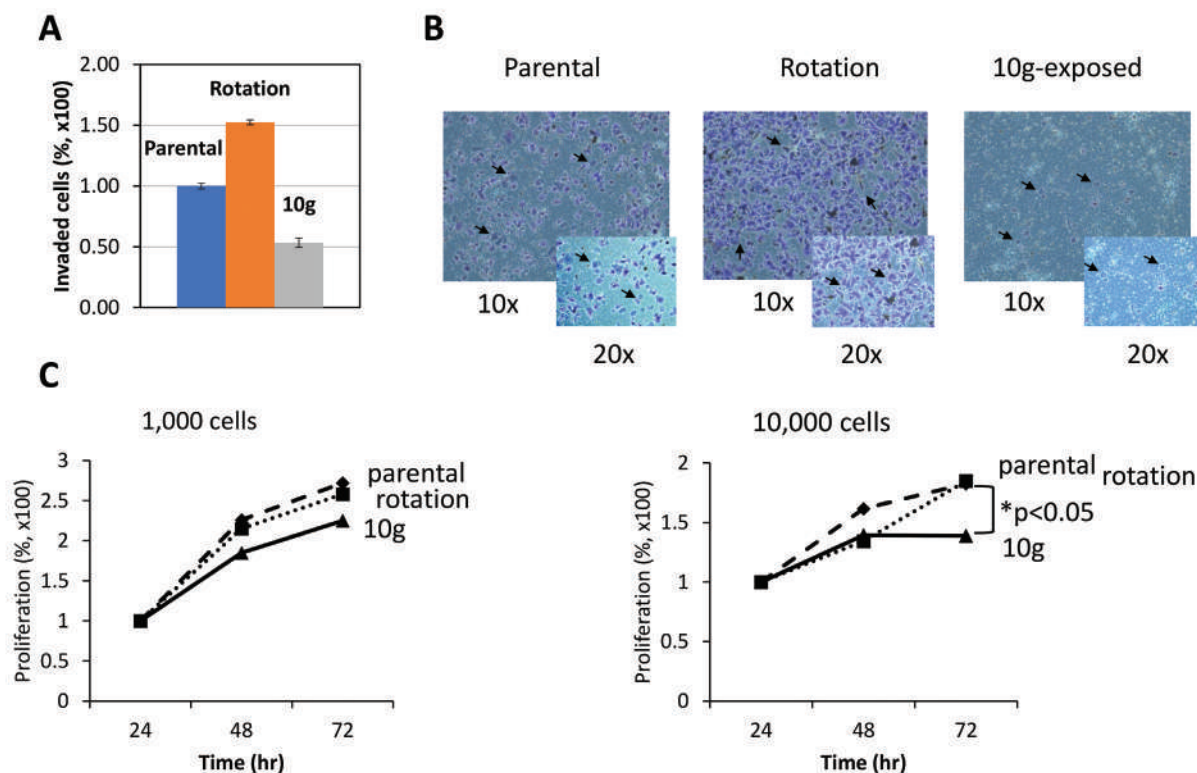 A
2.00
1.50
1.00
0.50
0.00
Invaded cells (%, x100)
Parental
Rotation
10g
B
Parental
Rotation
10g-exposed
10x
20x
10x
20x
10x
20x
C
1,000 cells
3
2.5
2
1.5
1
0.5
0
Proliferation (%, x100)
parental
rotation
10g
24
48
72
Time (hr)
10,000 cells
2
1.5
1
0.5
0
Proliferation (%, x100)
parental
rotation
*p<0.05
10g
24
48
72
Time (hr)